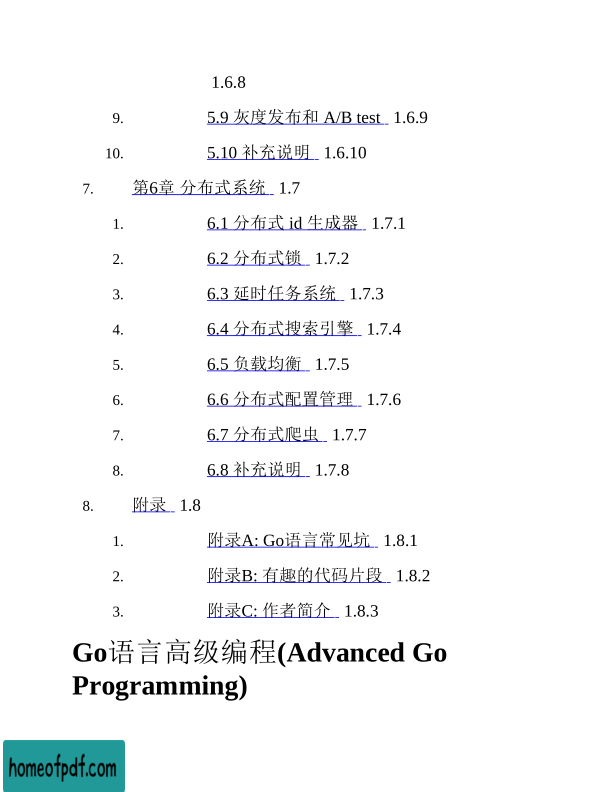 1.6.8
9. 5.9 灰度发布和 A/B test 1.6.9
10. 5.10 补充说明 1.6.10
7. 第6章 分布式系统 1.7
1. 6.1 分布式 id 生成器 1.7.1
2. 6.2 分布式锁 1.7.2
3. 6.3 延时任务系统 1.7.3
4. 6.4 分布式搜索引擎 1.7.4
5. 6.5 负载均衡 1.7.5
6. 6.6 分布式配置管理 1.7.6
7. 6.7 分布式爬虫 1.7.7
8. 6.8 补充说明 1.7.8
8. 附录 1.8
1. 附录A: Go语言常见坑 1.8.1
2. 附录B: 有趣的代码片段 1.8.2
3. 附录C: 作者简介 1.8.3
Go语言高级编程(Advanced Go
Programming)
homeofpdf.com